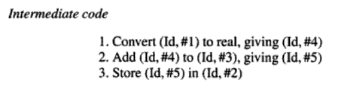 Intermediate code
1. Convert (Id, #1) to real, giving (Id, #4)
2. Add (Id, #4) to (Id, #3), giving (Id, #5)
3. Store (Id, #5) in (Id, #2)